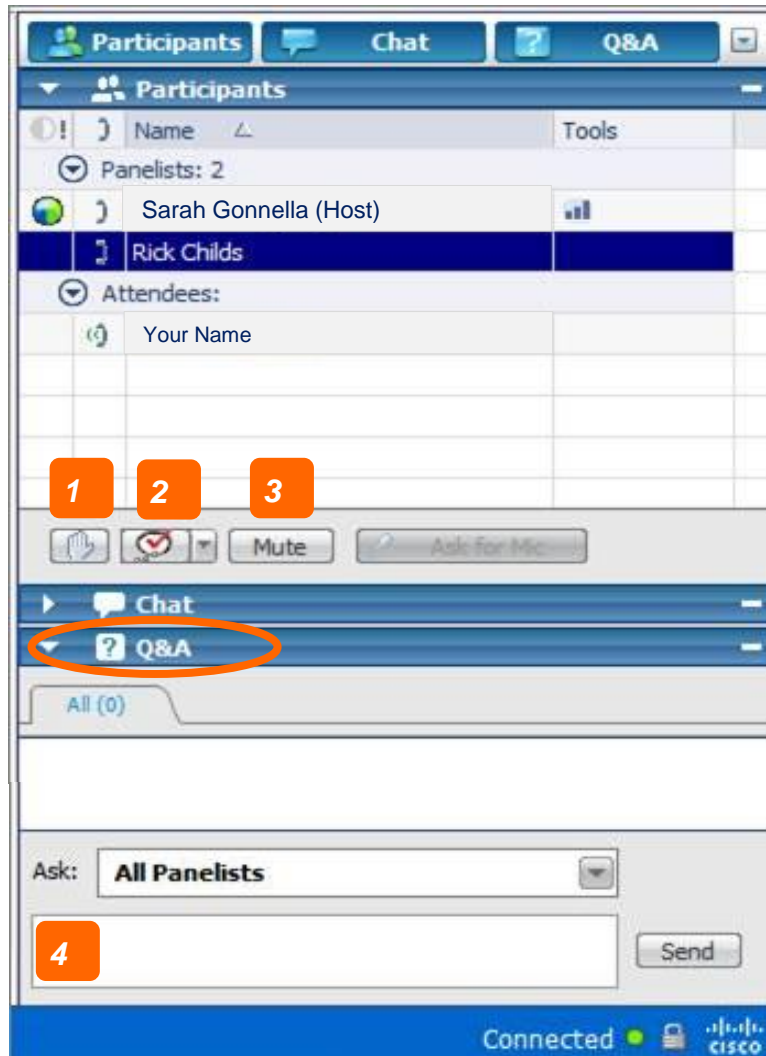 Participants Chat ? Q&A
Participants
! Name Tools
Panelists: 2
Sarah Gonnella (Host)
Rick Childs
Attendees:
Your Name
1 2 3
Mute Ask for Mic
Chat
? Q&A
All (0)
Ask: All Panelists
4 Send
Connected
CISCO